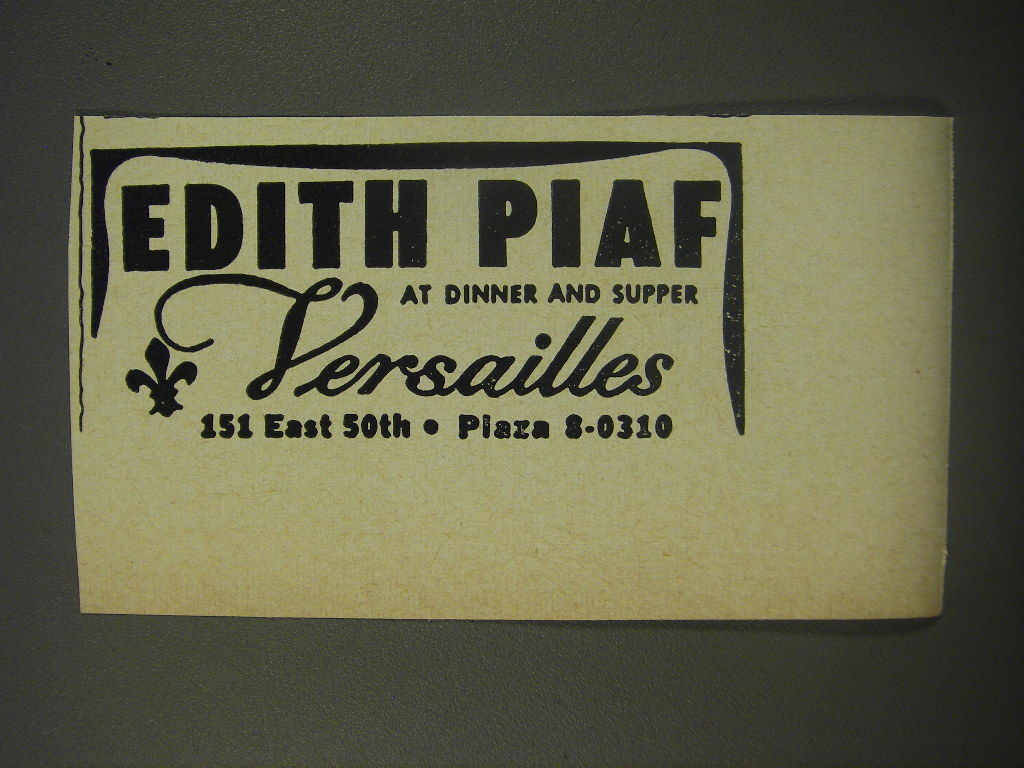 EDITH PIAF
AT DINNER AND SUPPER
Versailles
151 East 50th • Plaza 8-0310